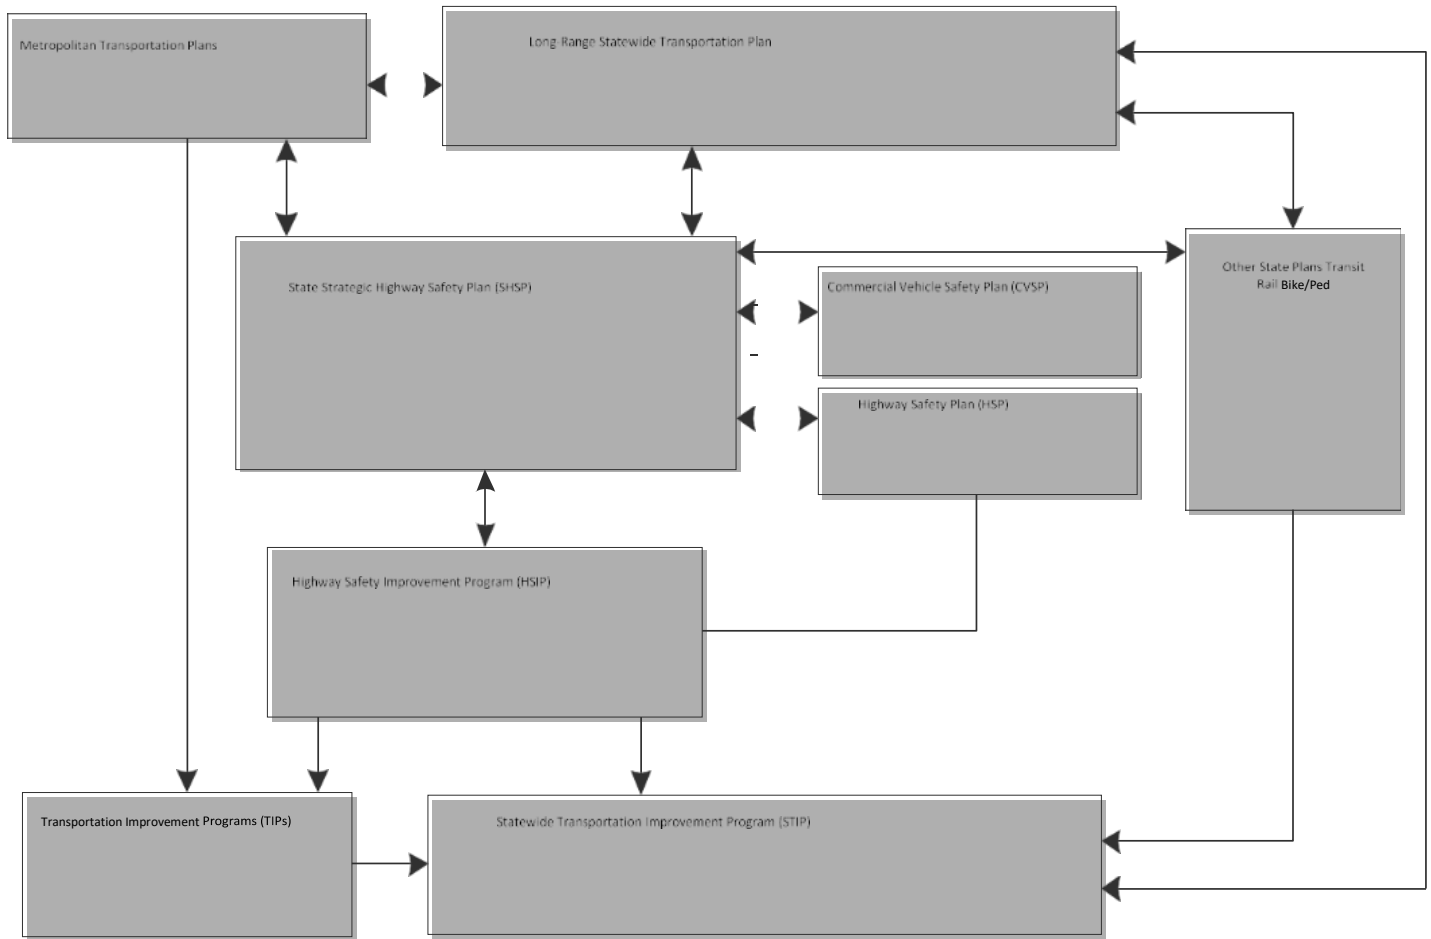 Metropolitan Transportation Plans
Long-Range Statewide Transportation Plan
State Strategic Highway Safety Plan (SHSP)
Commercial Vehicle Safety Plan (CVSP)
Other State Plans Transit
Rail Bike/Ped
Highway Safety Plan (HSP)
Highway Safety Improvement Program (HSIP)
Transportation Improvement Programs (TIPs)
Statewide Transportation Improvement Program (STIP)